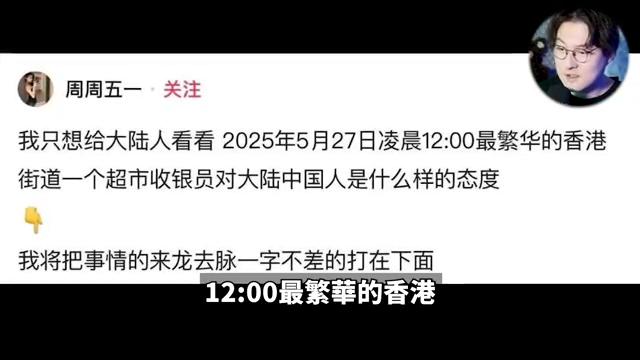 周周五一 · 关注
我只想给大陆人看看 2025年5月27日凌晨12:00最繁华的香港
街道一个超市收银员对大陆中国人是什么样的态度
👇
我将把事情的来龙去脉一字不差的打在下面
12:00最繁華的香港